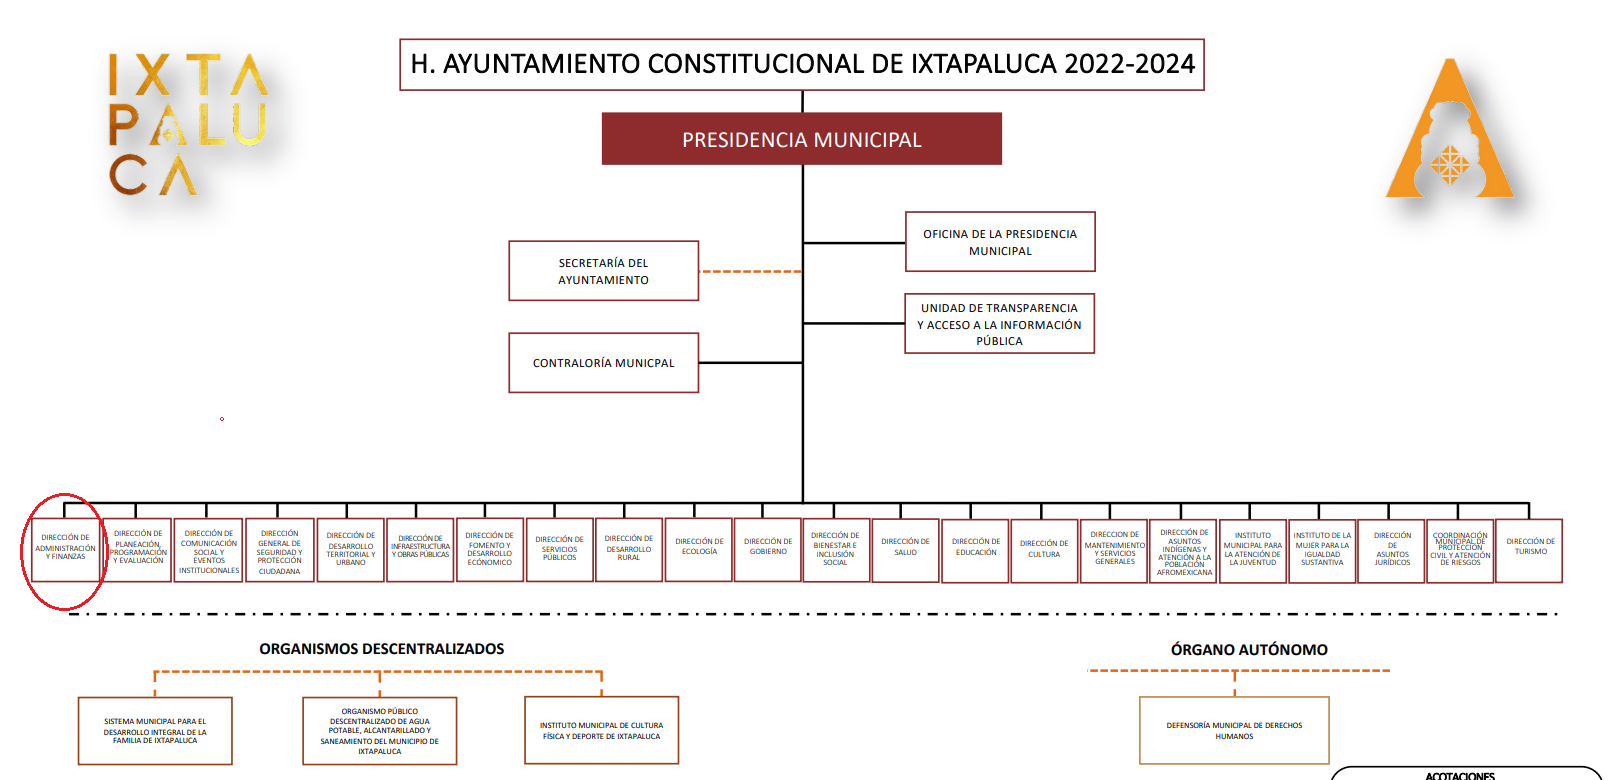 IXTA
PALU
CA
H. AYUNTAMIENTO CONSTITUCIONAL DE IXTAPALUCA 2022-2024
PRESIDENCIA MUNICIPAL
OFICINA DE LA PRESIDENCIA
MUNICIPAL
SECRETARÍA DEL
AYUNTAMIENTO
UNIDAD DE TRANSPARENCIA
Y ACCESO A LA INFORMACIÓN
PÚBLICA
CONTRALORÍA MUNICPAL
DIRECCIÓN DE
ADMINISTRACIÓN
Y FINANZAS
DIRECCIÓN DE
PLANEACIÓN,
PROGRAMACIÓN
Y EVALUACIÓN
DIRECCIÓN DE
COMUNICACIÓN
SOCIAL Y
EVENTOS
INSTITUCIONALES
DIRECCIÓN
GENERAL DE
SEGURIDAD Y
PROTECCIÓN
CIUDADANA
DIRECCIÓN DE
DESARROLLO
TERRITORIAL Y
URBANO
DIRECCIÓN DE
INFRAESTRUCTURA
Y OBRAS PÚBLICAS
DIRECCIÓN DE
FOMENTO Y
DESARROLLO
ECÓNOMICO
DIRECCIÓN DE
SERVICIOS
PÚBLICOS
DIRECCIÓN DE
DESARROLLO
RURAL
DIRECCIÓN DE
ECOLOGÍA
DIRECCIÓN DE
GOBIERNO
DIRECCIÓN DE
BIENESTAR E
INCLUSIÓN
SOCIAL
DIRECCIÓN DE
SALUD
DIRECCIÓN DE
EDUCACIÓN
DIRECCIÓN DE
CULTURA
DIRECCION DE
MANTENIMIENTO
Y SERVICIOS
GENERALES
DIRECCIÓN DE
ASUNTOS
INDÍGENAS Y
ATENCIÓN A LA
POBLACIÓN
AFROMEXICANA
INSTITUTO
MUNICIPAL PARA
LA ATENCIÓN DE
LA JUVENTUD
INSTITUTO DE LA
MUJER PARA LA
IGUALDAD
SUSTANTIVA
DIRECCIÓN
DE
ASUNTOS
JURÍDICOS
COORDINACIÓN
MUNICIPAL DE
PROTECCIÓN
CIVIL Y ATENCIÓN
DE RIESGOS
DIRECCIÓN DE
TURISMO
ORGANISMOS DESCENTRALIZADOS
SISTEMA MUNICIPAL PARA EL
DESARROLLO INTEGRAL DE LA
FAMILIA DE IXTAPALUCA
ORGANISMO PÚBLICO
DESCENTRALIZADO DE AGUA
POTABLE, ALCANTARILLADO Y
SANEAMIENTO DEL MUNICIPIO DE
IXTAPALUCA
INSTITUTO MUNICIPAL DE CULTURA
FÍSICA Y DEPORTE DE IXTAPALUCA
ÓRGANO AUTÓNOMO
DEFENSORÍA MUNICIPAL DE DERECHOS
HUMANOS
ACOTACIONES